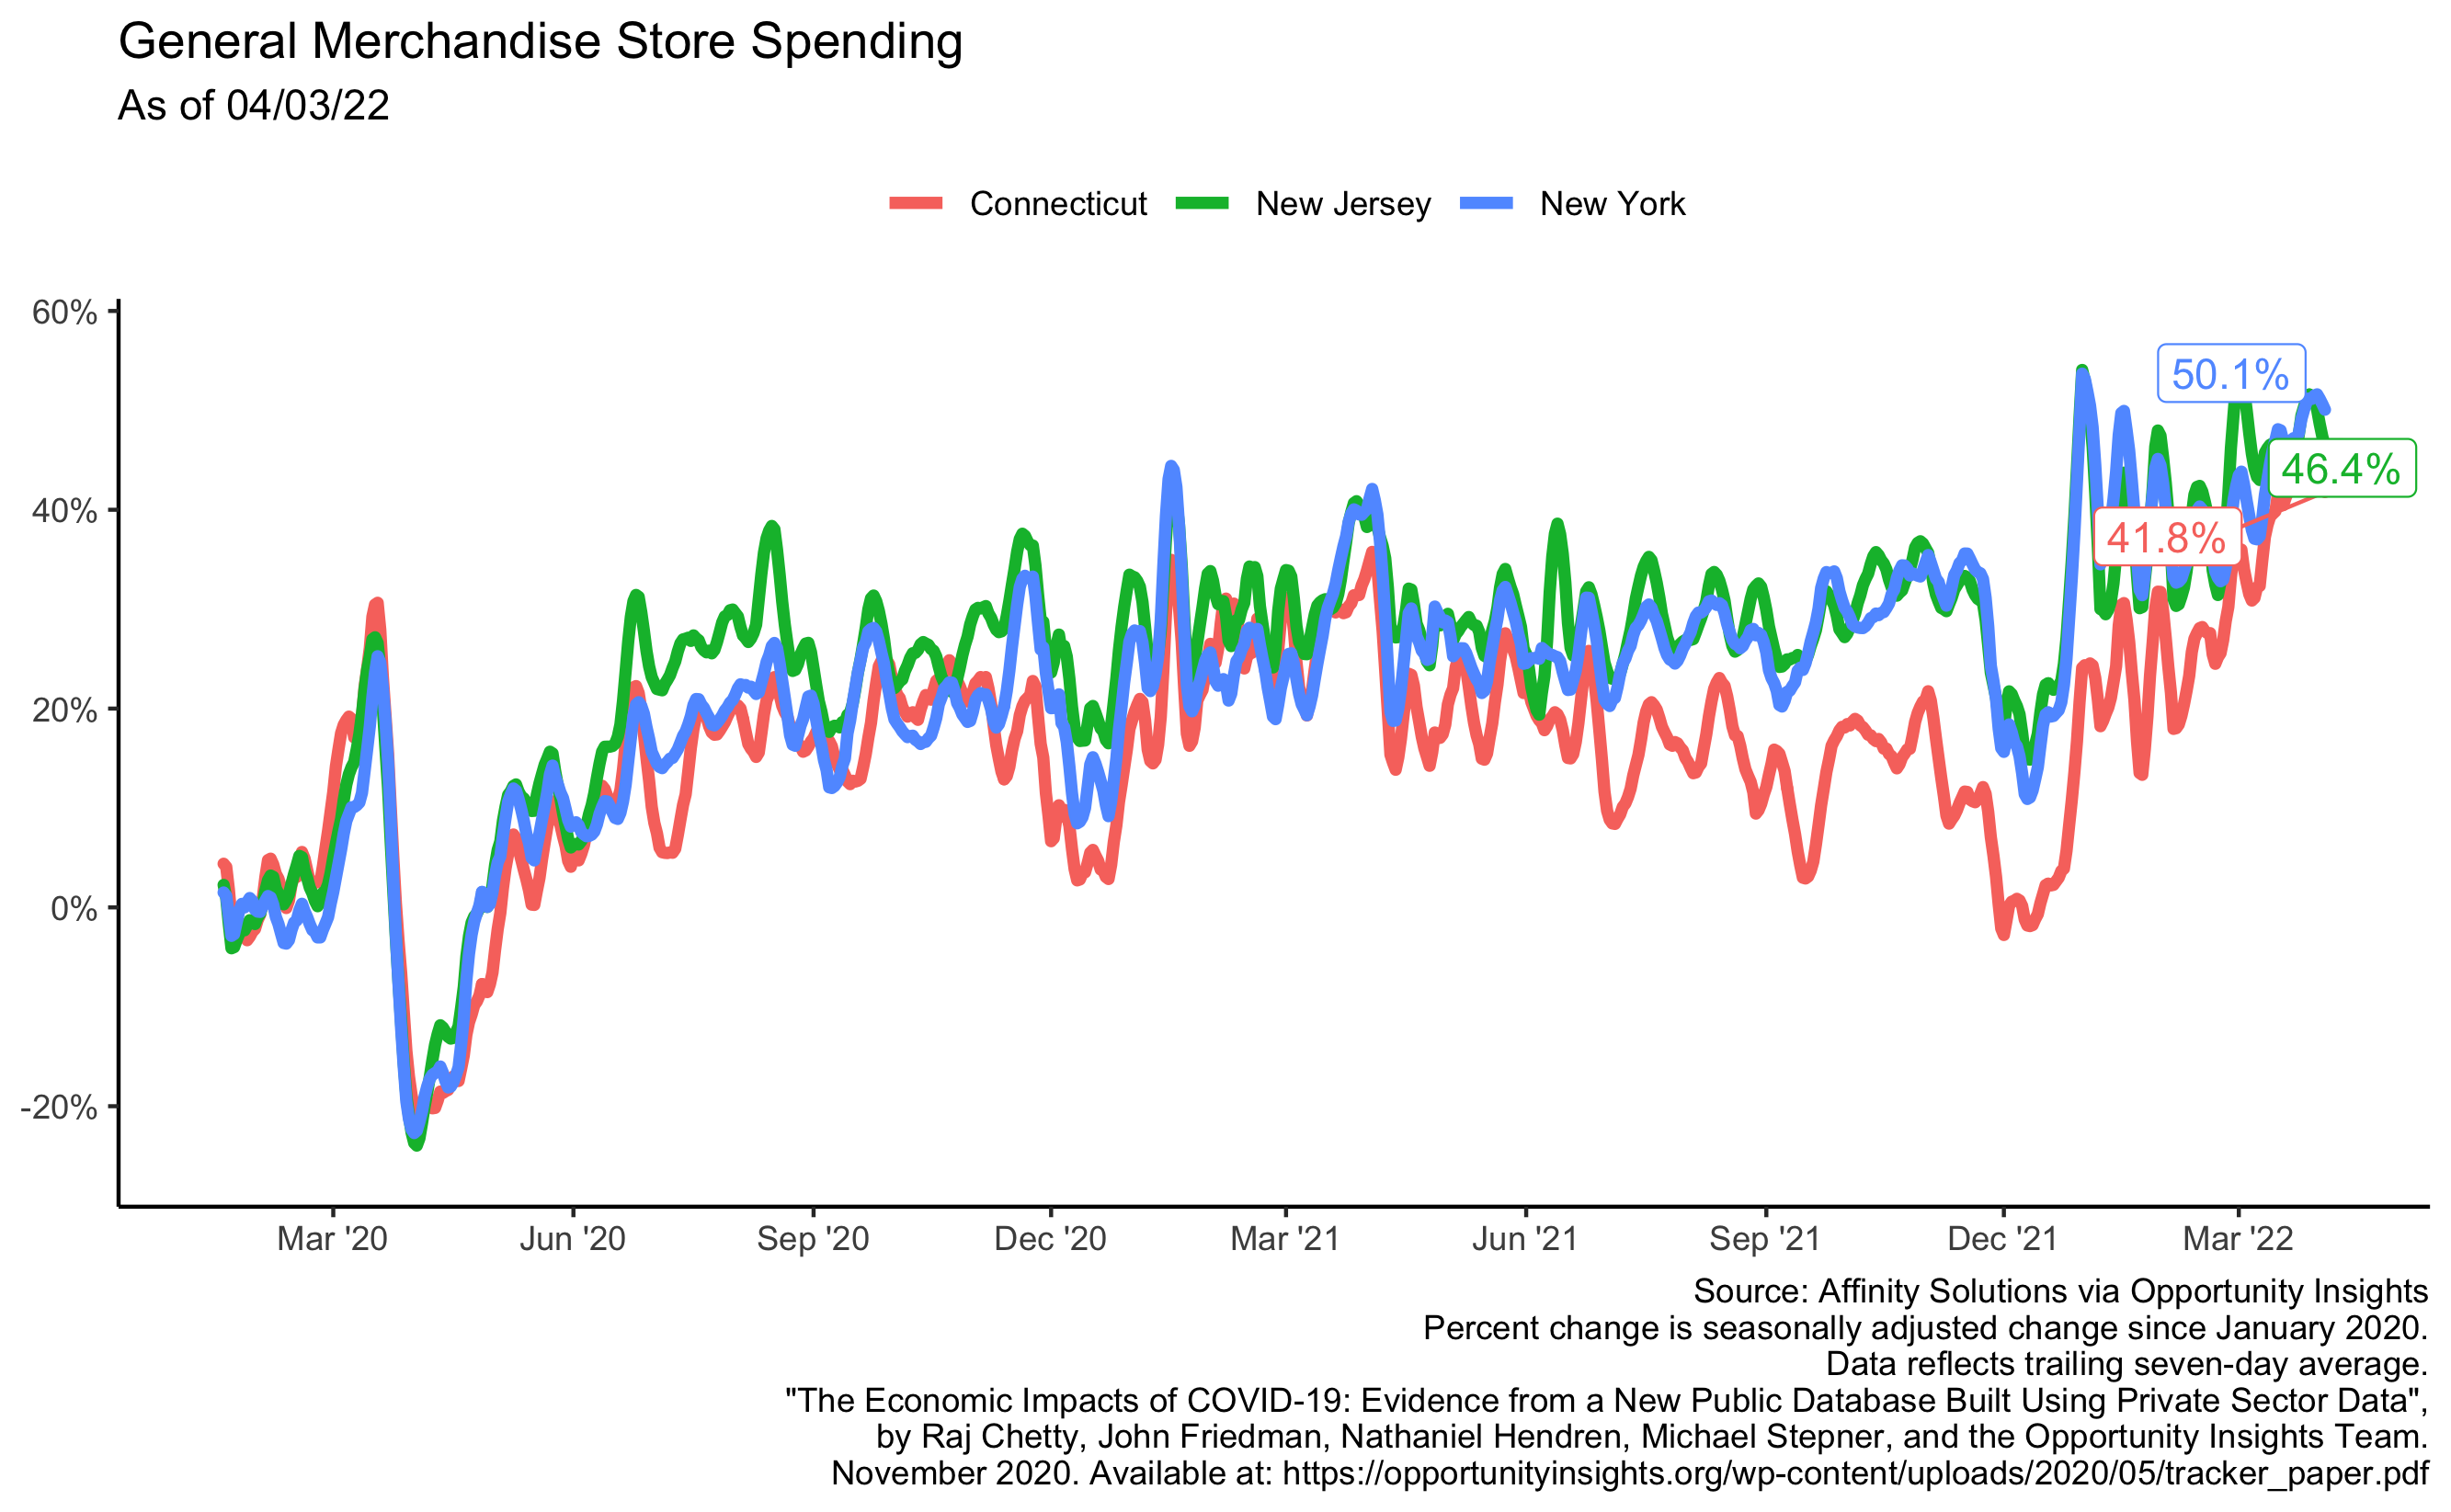 General Merchandise Store Spending
As of 04/03/22
Connecticut New Jersey New York
60%
40%
20%
0%
-20%
50.1%
46.4%
41.8%
Mar '20 Jun '20 Sep '20 Dec '20 Mar '21 Jun '21 Sep '21 Dec '21 Mar '22
Source: Affinity Solutions via Opportunity Insights
Percent change is seasonally adjusted change since January 2020.
Data reflects trailing seven-day average.
"The Economic Impacts of COVID-19: Evidence from a New Public Database Built Using Private Sector Data",
by Raj Chetty, John Friedman, Nathaniel Hendren, Michael Stepner, and the Opportunity Insights Team.
November 2020. Available at: https://opportunityinsights.org/wp-content/uploads/2020/05/tracker_paper.pdf